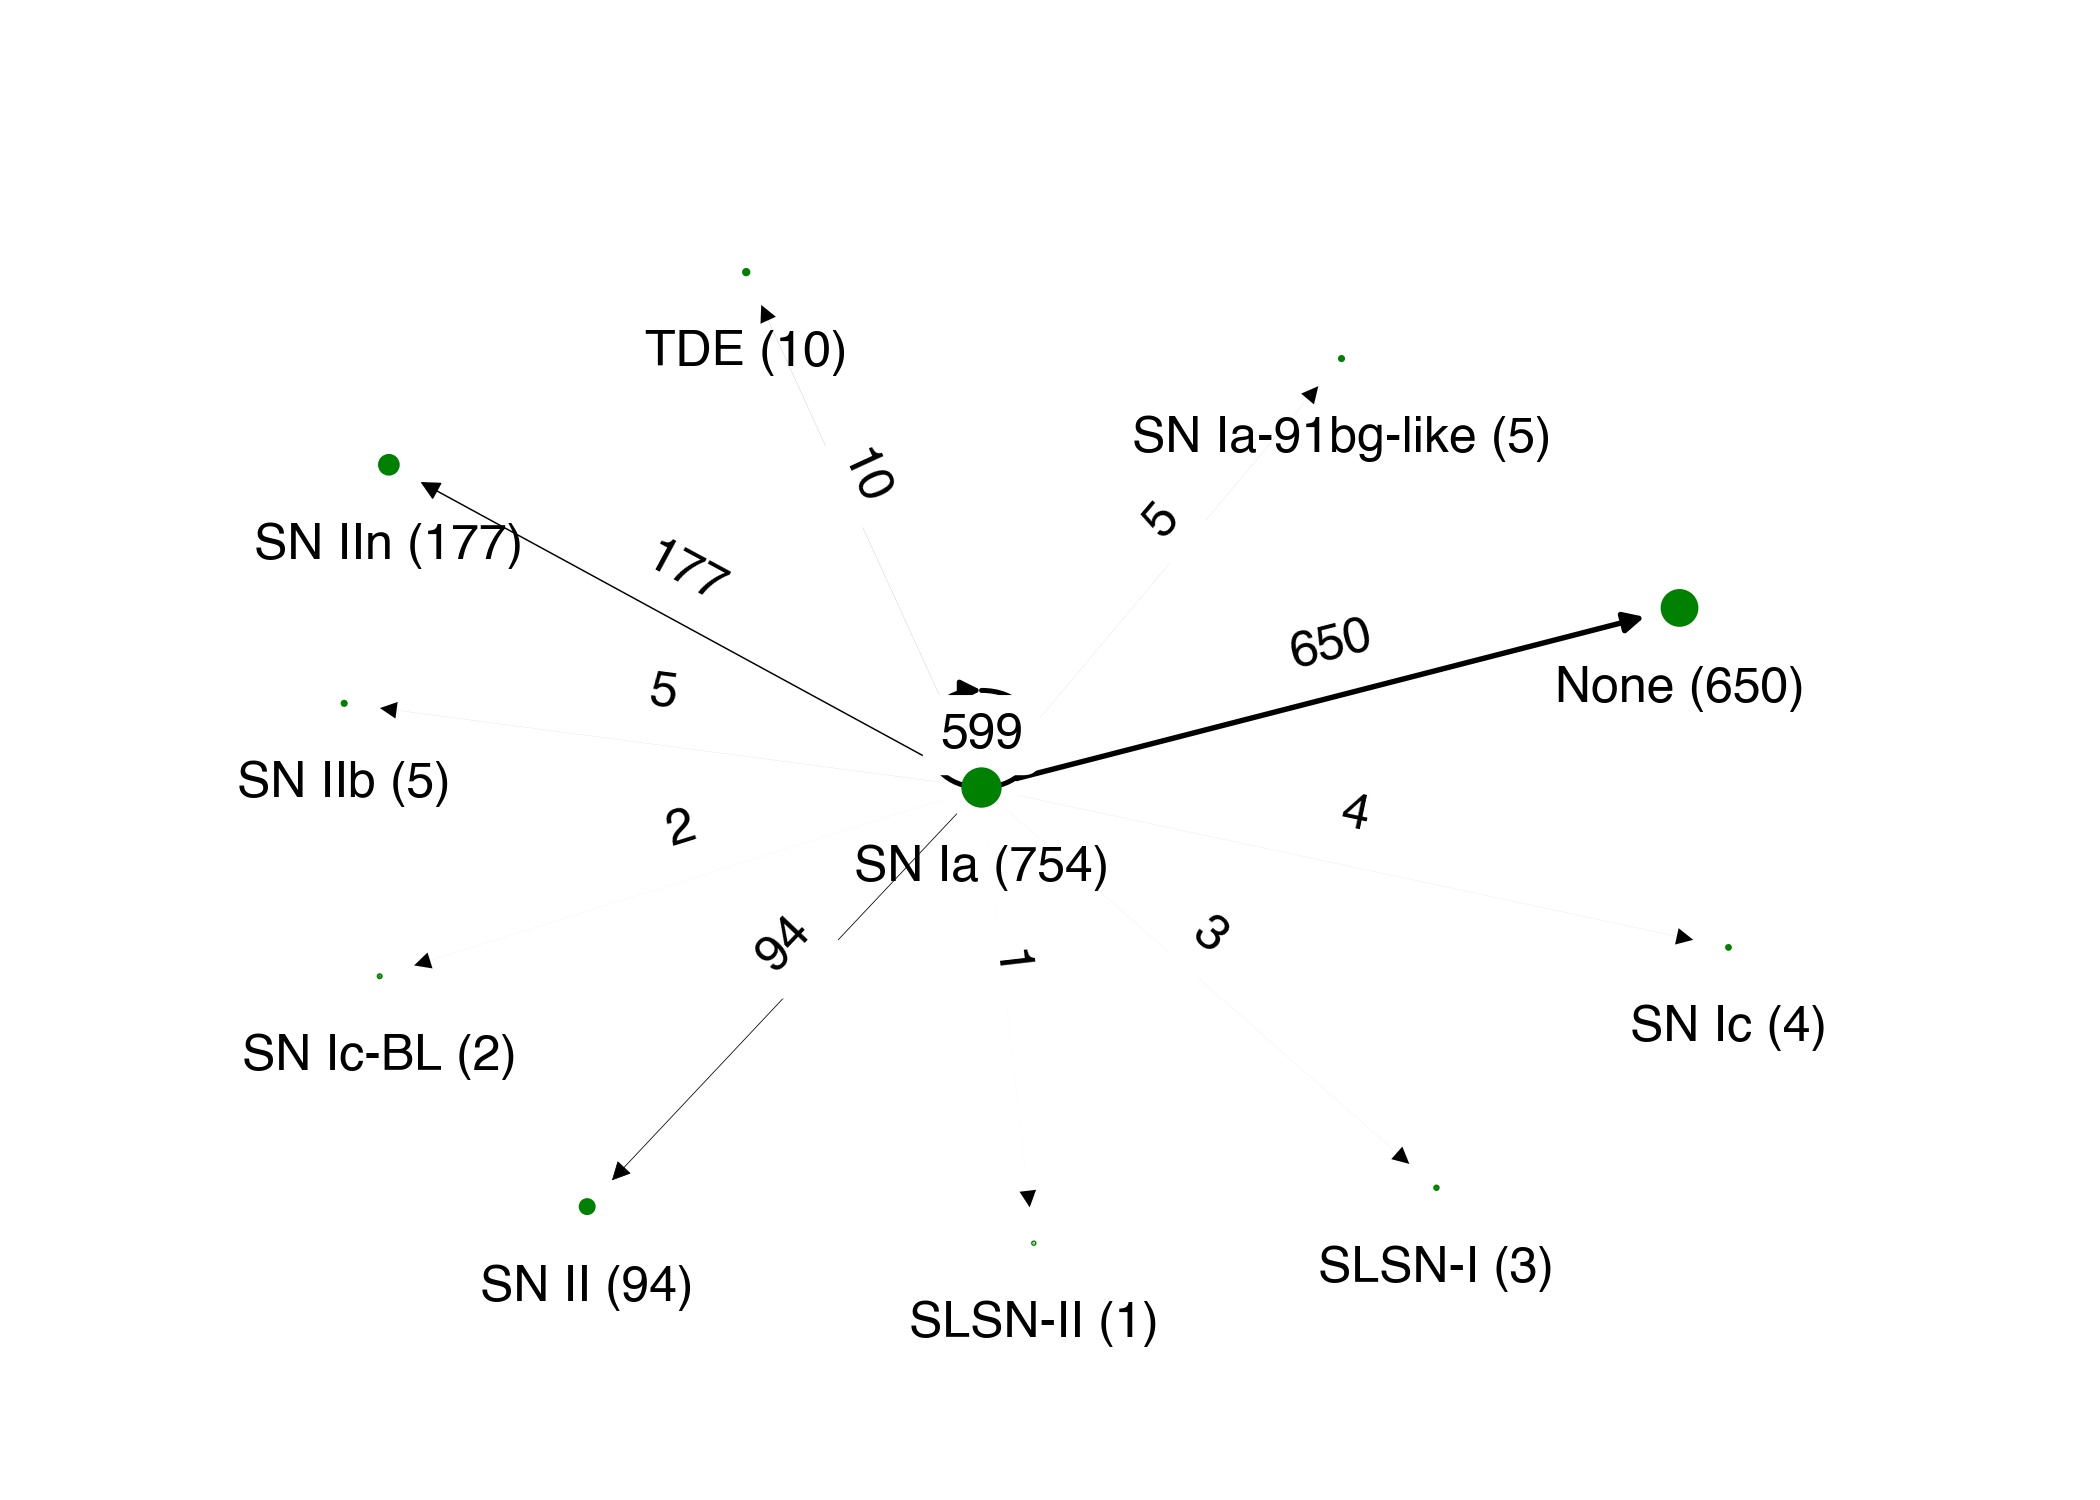 TDE (10)
SN Ia-91bg-like (5)
10
5
SN IIn (177)
177
650
None (650)
5
599
SN IIb (5)
2
4
SN Ia (754)
94
1
3
SN Ic (4)
SN Ic-BL (2)
SN II (94)
SLSN-I (3)
SLSN-II (1)